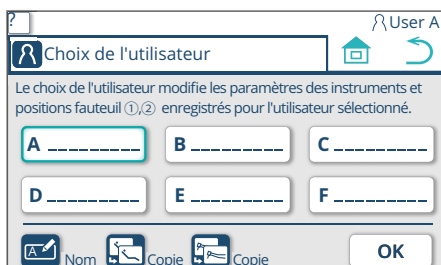 ? User A
Choix de l'utilisateur
Le choix de l'utilisateur modifie les paramètres des instruments et
positions fauteuil ①,② enregistrés pour l'utilisateur sélectionné.
A _________ B _________ C _________
D _________ E _________ F _________
A Nom Copie Copie OK